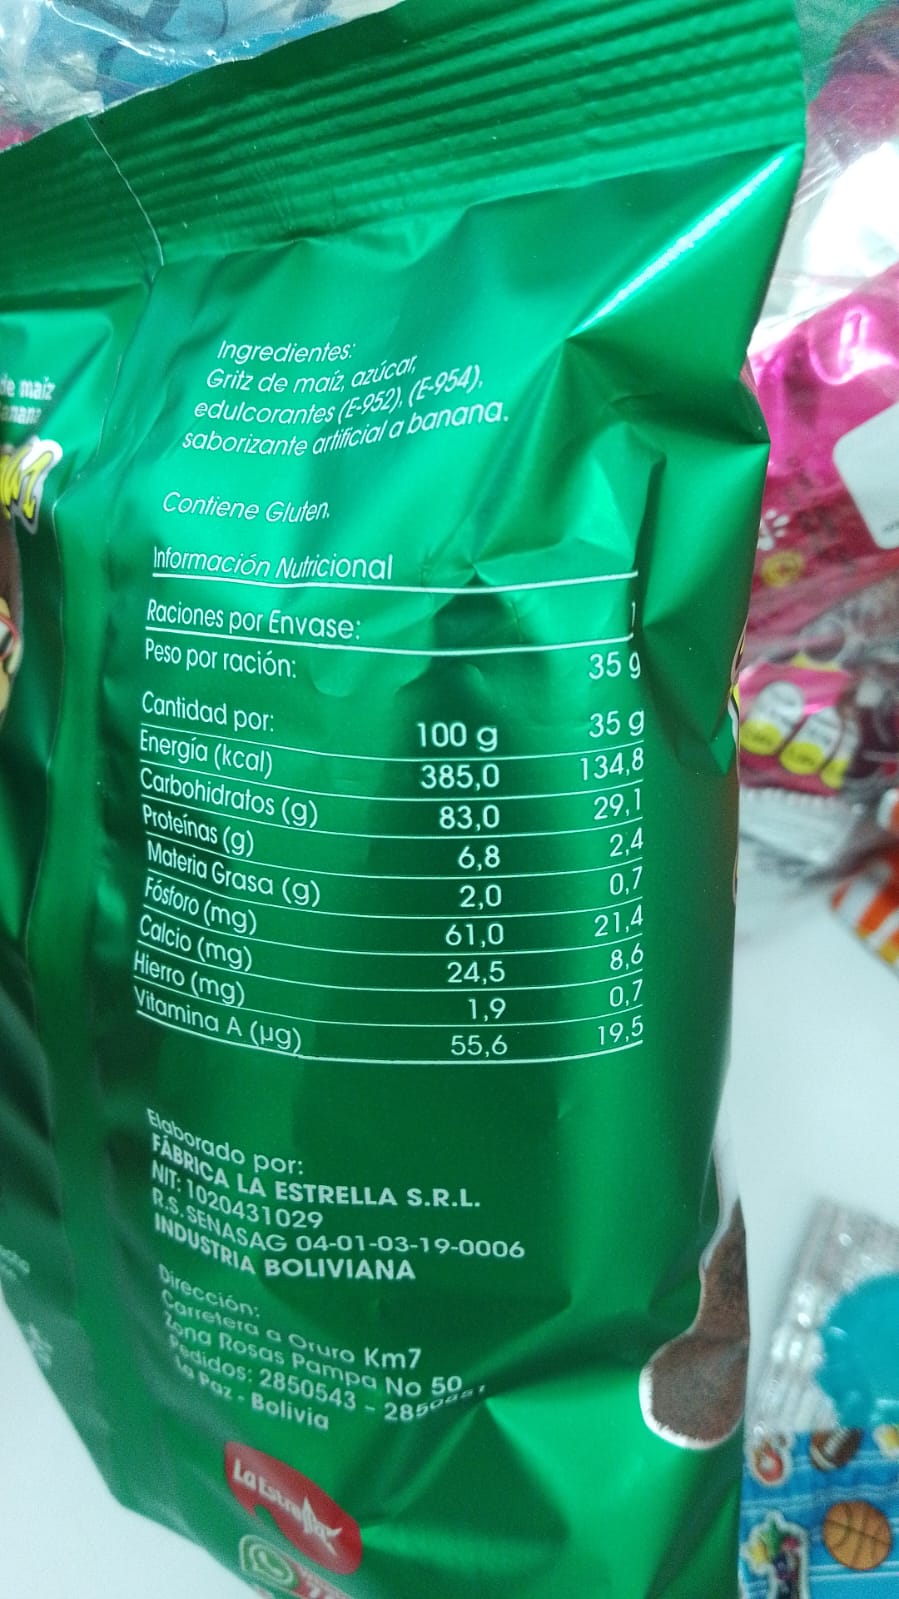 de maíz
Ingredientes:
Gritz de maíz, azúcar,
edulcorantes (E-952), (E-954),
saborizante artificial a banana.
Contiene Gluten.
Información Nutricional
Raciones por Envase: 1
Peso por ración: 35 g
Cantidad por: 100 g 35 g
Energía (kcal) 385,0 134,8
Carbohidratos (g) 83,0 29,1
Proteínas (g) 6,8 2,4
Materia Grasa (g) 2,0 0,7
Fósforo (mg) 61,0 21,4
Calcio (mg) 24,5 8,6
Hierro (mg) 1,9 0,7
Vitamina A (µg) 55,6 19,5
Elaborado por:
FÁBRICA LA ESTRELLA S.R.L.
NIT: 1020431029
R.S. SENASAG 04-01-03-19-0006
INDUSTRIA BOLIVIANA
Dirección:
Carretera a Oruro Km7
Zona Rosas Pampa No 50
Pedidos: 2850543 -
La Paz - Bolivia
La Estrella